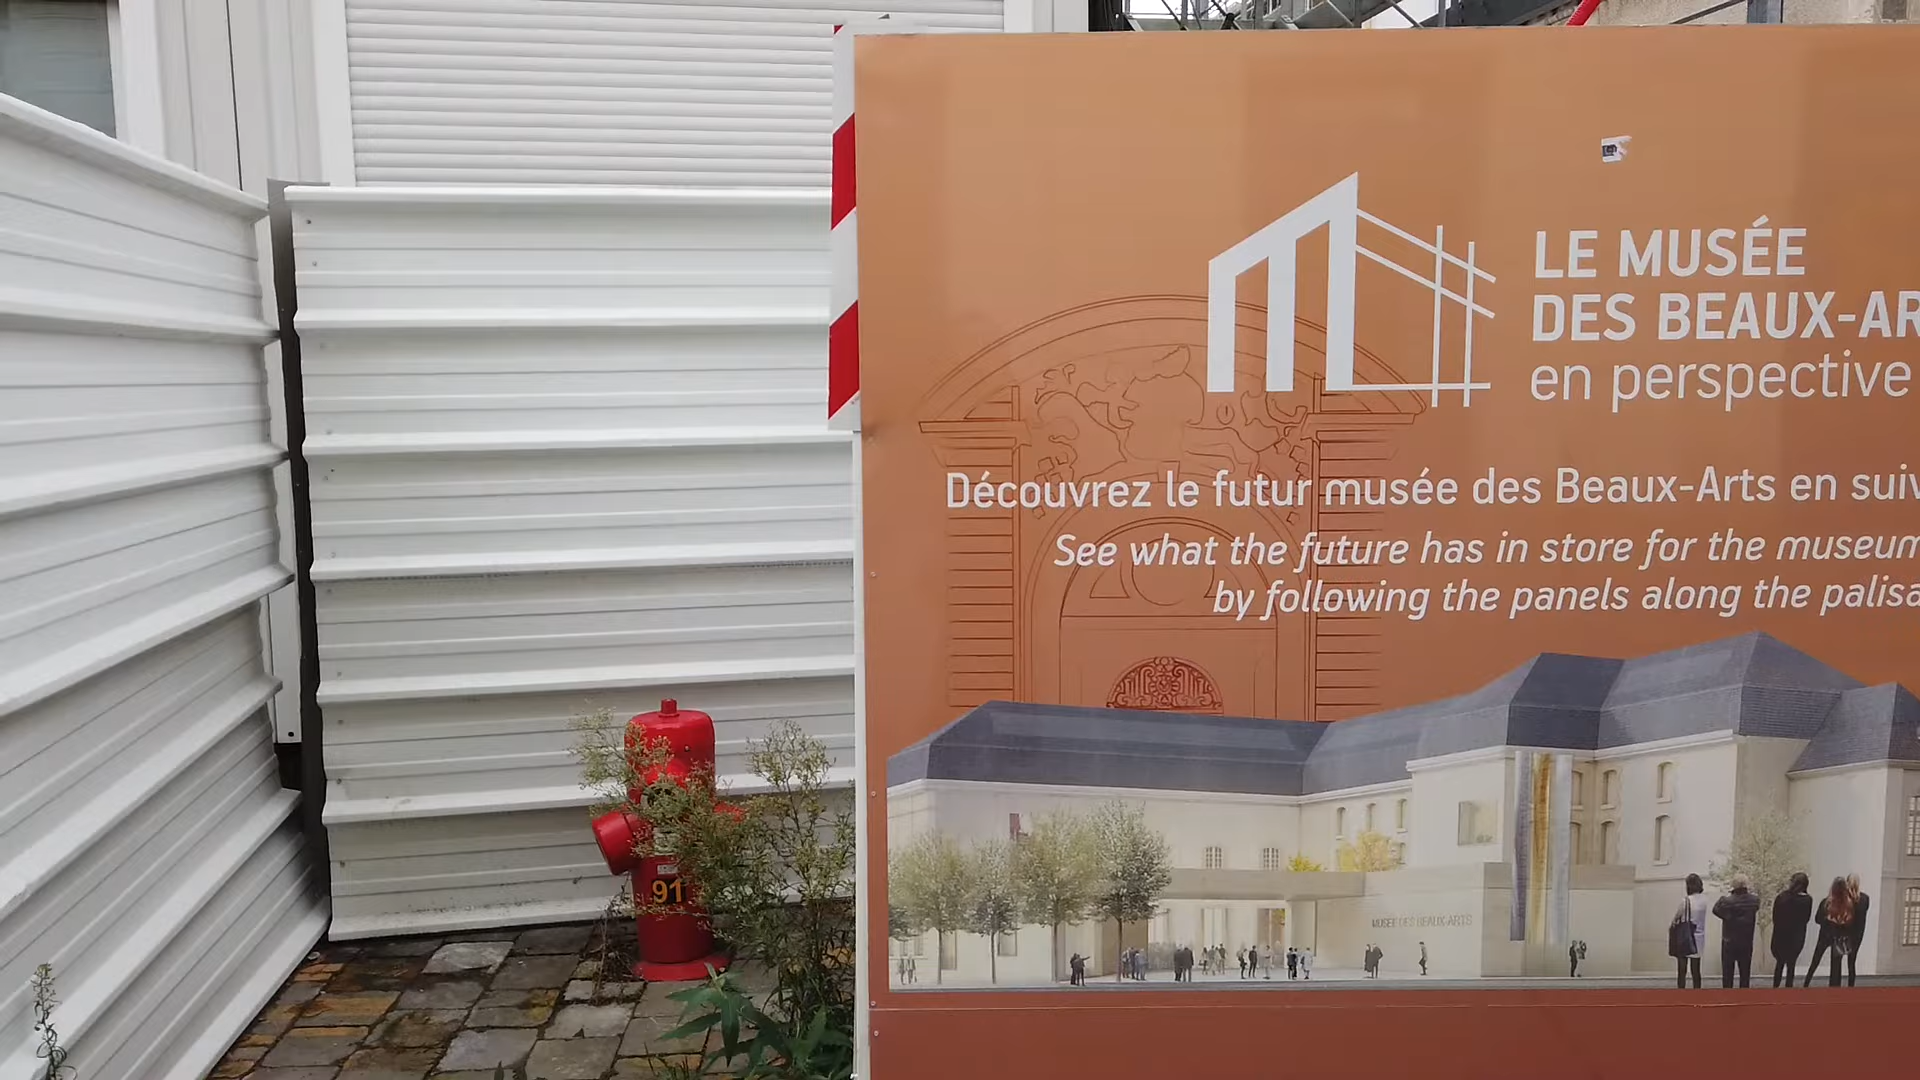 LE MUSÉE
DES BEAUX-AR
en perspective
Découvrez le futur musée des Beaux-Arts en suiv
See what the future has in store for the museum
by following the panels along the palisa
MUSÉE DES BEAUX-ARTS
91